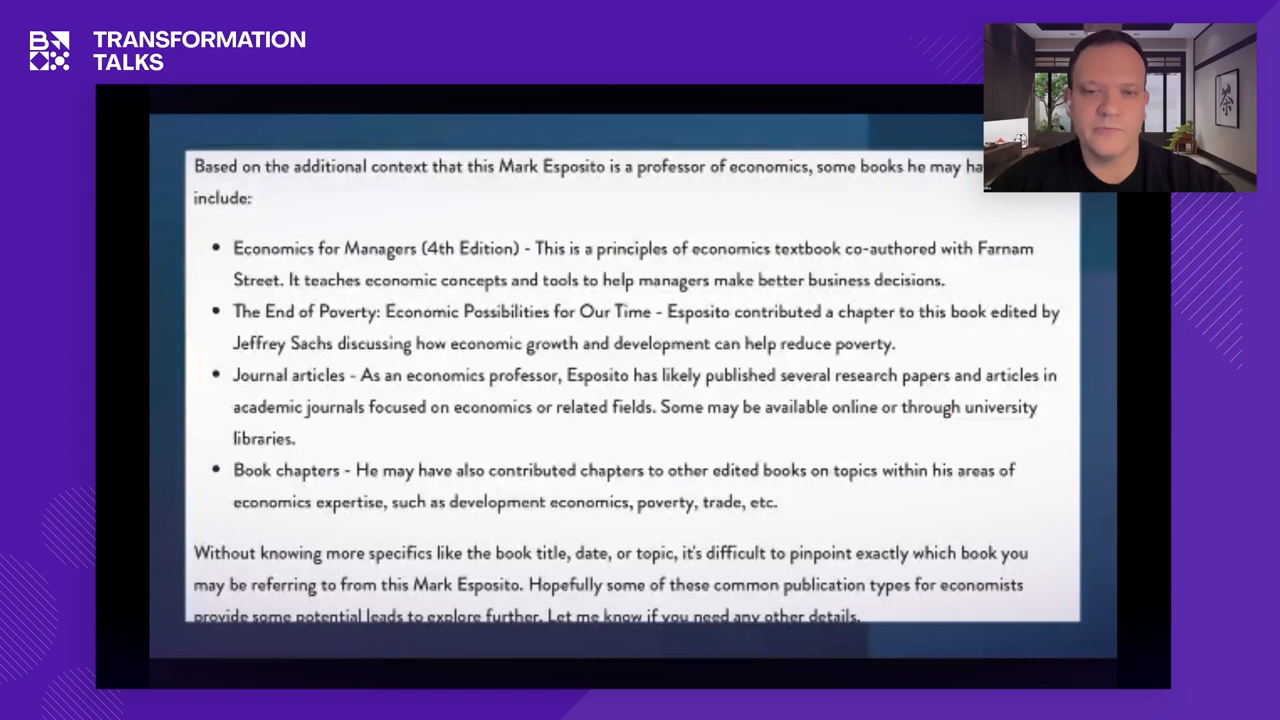 TRANSFORMATION
TALKS
Based on the additional context that this Mark Esposito is a professor of economics, some books he may
include:
• Economics for Managers (4th Edition) - This is a principles of economics textbook co-authored with Farnam
Street. It teaches economic concepts and tools to help managers make better business decisions.
• The End of Poverty: Economic Possibilities for Our Time - Esposito contributed a chapter to this book edited by
Jeffrey Sachs discussing how economic growth and development can help reduce poverty.
• Journal articles - As an economics professor, Esposito has likely published several research papers and articles in
academic journals focused on economics or related fields. Some may be available online or through university
libraries.
• Book chapters - He may have also contributed chapters to other edited books on topics within his areas of
economics expertise, such as development economics, poverty, trade, etc.
Without knowing more specifics like the book title, date, or topic, it's difficult to pinpoint exactly which book you
may be referring to from this Mark Esposito. Hopefully some of these common publication types for economists
provide some potential leads to explore further. Let me know if you need any other details.
茶